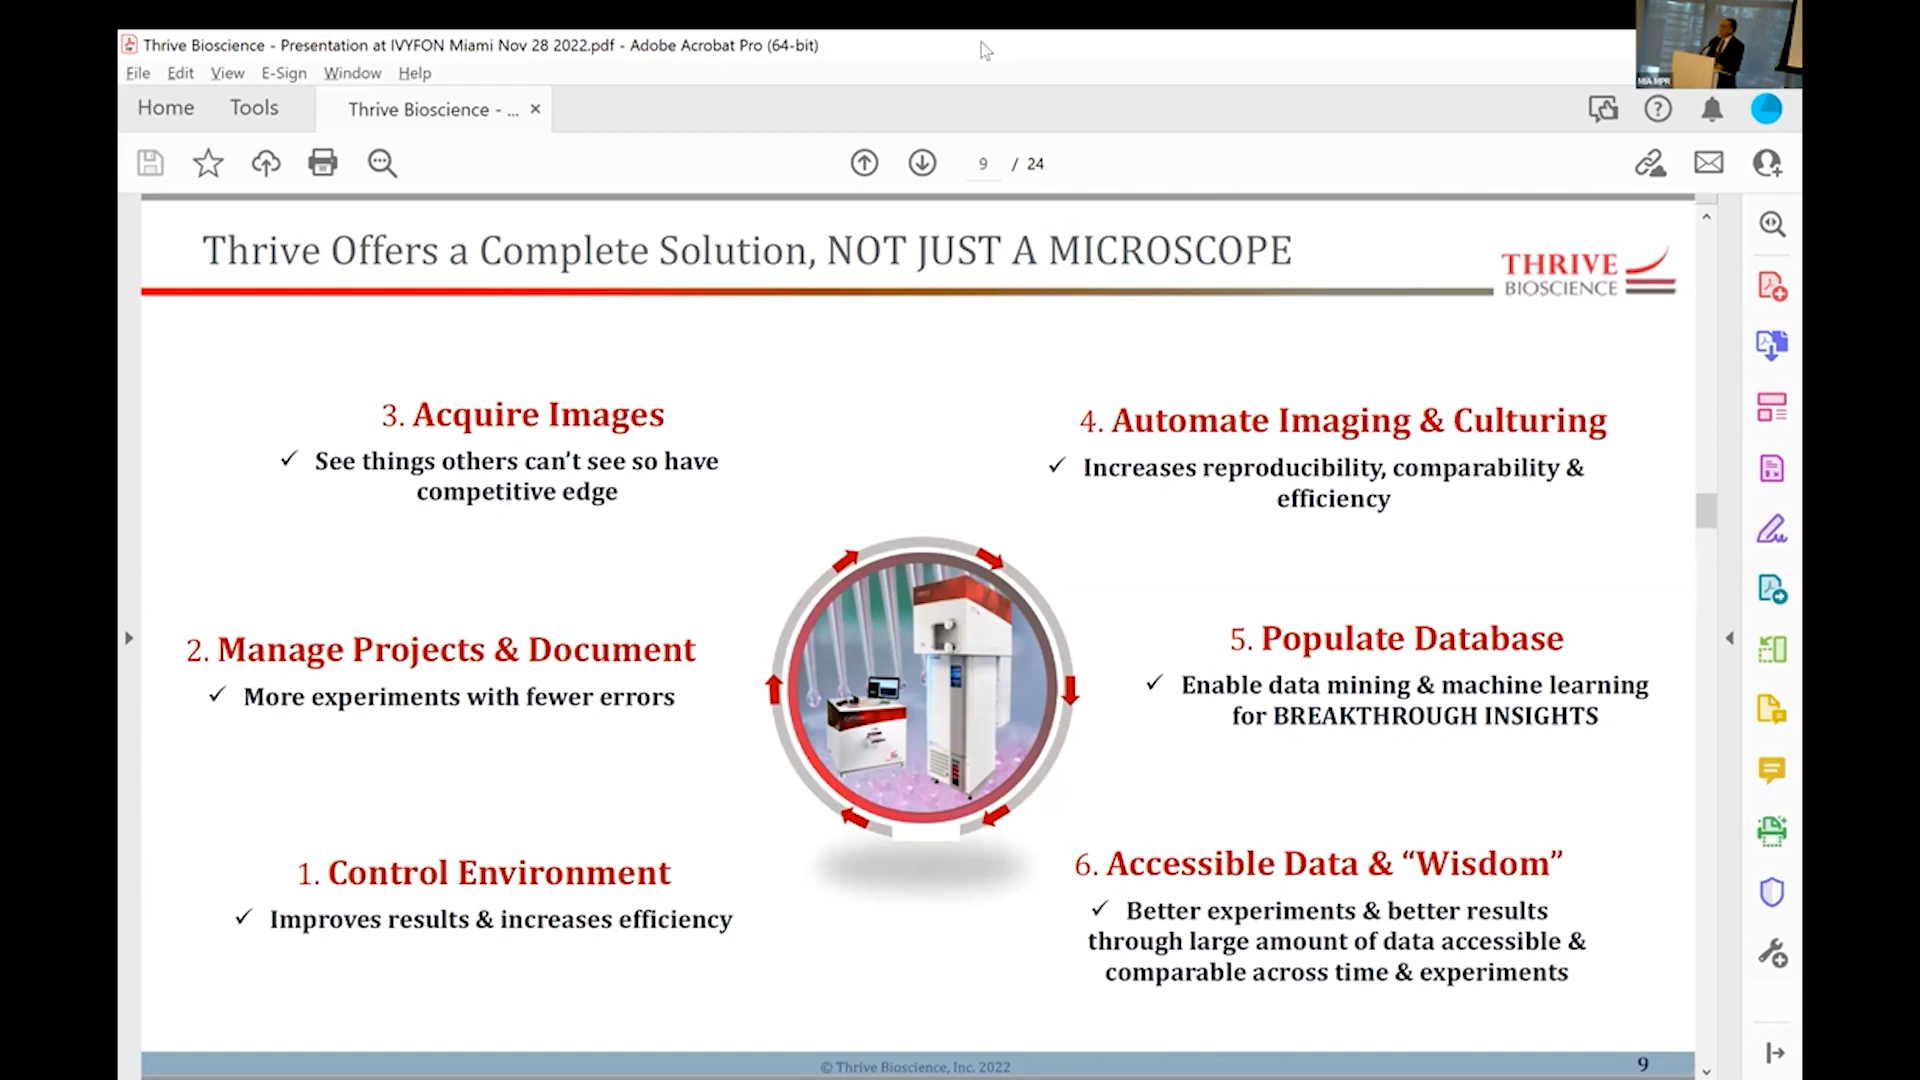 Thrive Bioscience - Presentation at IVYFON Miami Nov 28 2022.pdf - Adobe Acrobat Pro (64-bit)
File Edit View E-Sign Window Help
Home Tools Thrive Bioscience - ... ×
9 / 24
MIA MPR
Thrive Offers a Complete Solution, NOT JUST A MICROSCOPE
THRIVE
BIOSCIENCE
3. Acquire Images
✓ See things others can’t see so have
competitive edge
4. Automate Imaging & Culturing
✓ Increases reproducibility, comparability &
efficiency
2. Manage Projects & Document
✓ More experiments with fewer errors
5. Populate Database
✓ Enable data mining & machine learning
for BREAKTHROUGH INSIGHTS
1. Control Environment
✓ Improves results & increases efficiency
6. Accessible Data & “Wisdom”
✓ Better experiments & better results
through large amount of data accessible &
comparable across time & experiments
© Thrive Bioscience, Inc. 2022
9